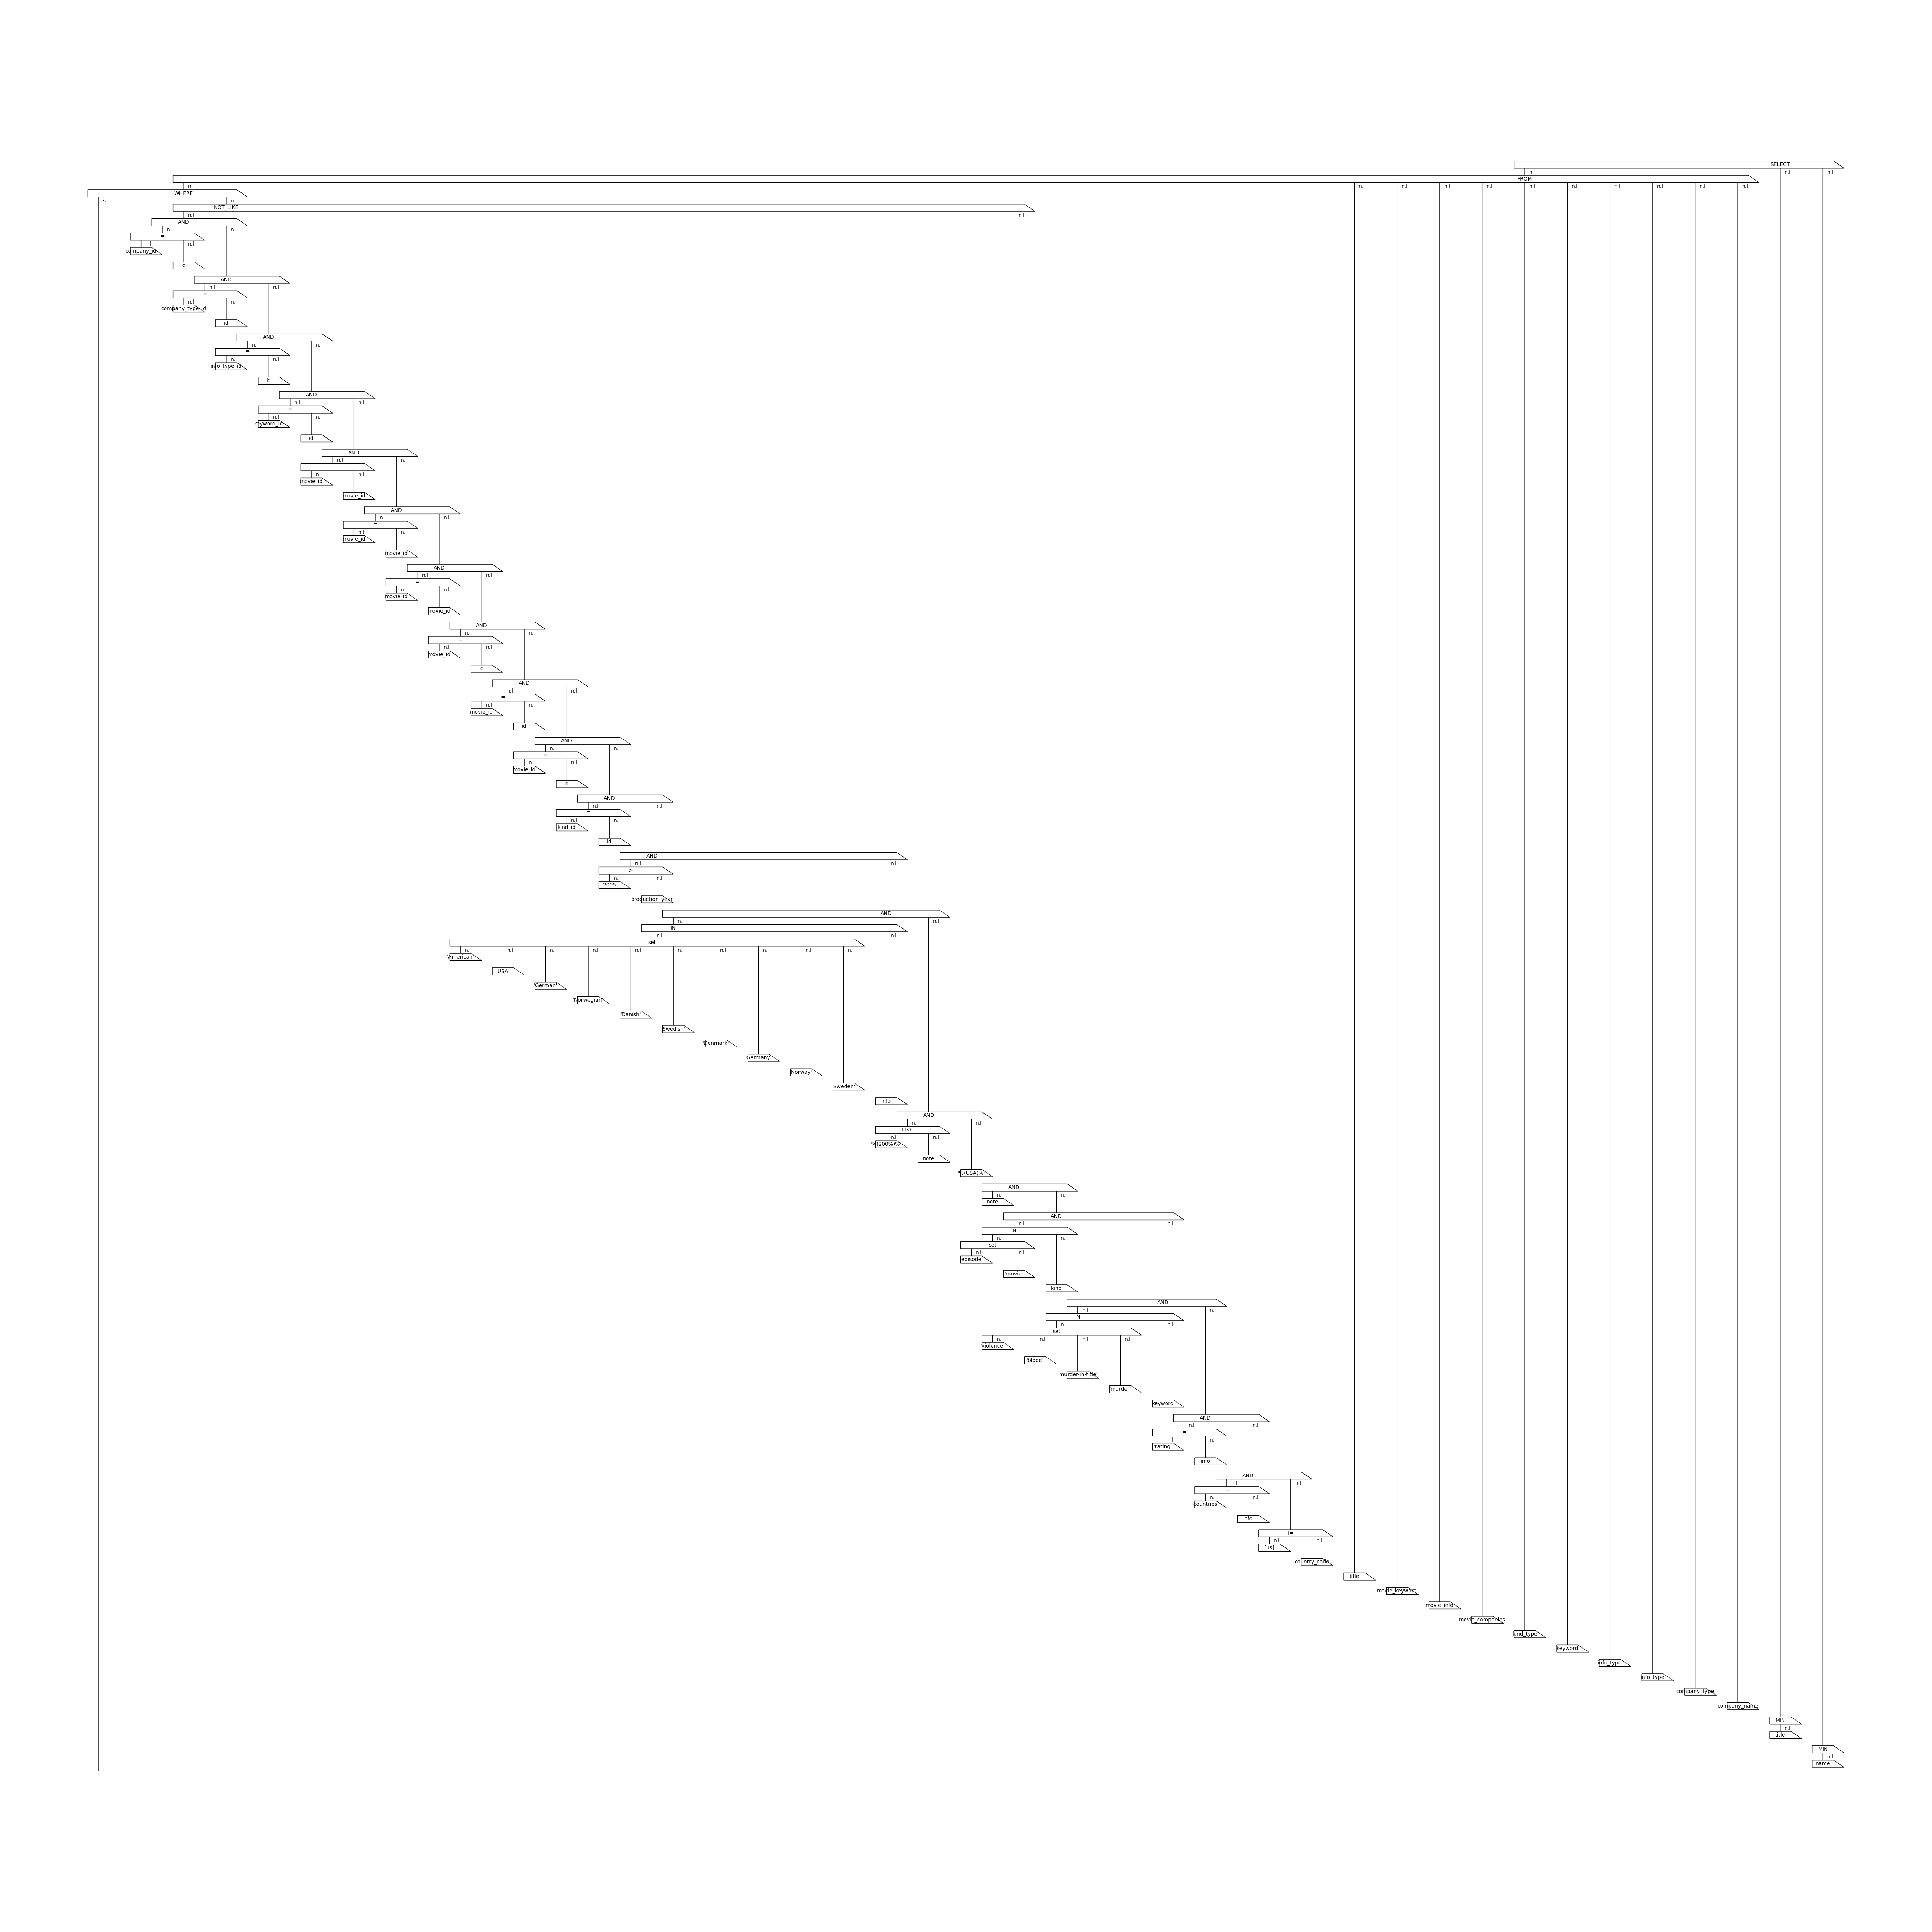 SELECT
n n.l n.l
FROM
n n.l n.l n.l n.l n.l n.l n.l n.l n.l n.l
WHERE
s n.l
NOT_LIKE
n.l n.l
AND
n.l n.l
=
n.l n.l
company_id
id
AND
n.l n.l
=
n.l n.l
company_type_id
id
AND
n.l n.l
=
n.l n.l
info_type_id
id
AND
n.l n.l
=
n.l n.l
keyword_id
id
AND
n.l n.l
=
n.l n.l
movie_id
movie_id
AND
n.l n.l
=
n.l n.l
movie_id
movie_id
AND
n.l n.l
=
n.l n.l
movie_id
movie_id
AND
n.l n.l
=
n.l n.l
movie_id
id
AND
n.l n.l
=
n.l n.l
movie_id
id
AND
n.l n.l
=
n.l n.l
movie_id
id
AND
n.l n.l
=
n.l n.l
kind_id
id
AND
n.l n.l
>
n.l n.l
2005
production_year
AND
n.l n.l
IN
n.l n.l
set
n.l n.l n.l n.l n.l n.l n.l n.l n.l n.l
'American'
'USA'
'German'
'Norwegian'
'Danish'
'Swedish'
'Denmark'
'Germany'
'Norway'
'Sweden'
info
AND
n.l n.l
LIKE
n.l n.l
'%(200%)%'
note
'%(USA)%'
AND
n.l n.l
note
AND
n.l n.l
IN
n.l n.l
set
n.l n.l
'episode'
'movie'
kind
AND
n.l n.l
IN
n.l n.l
set
n.l n.l n.l n.l
'violence'
'blood'
'murder-in-title'
'murder'
keyword
AND
n.l n.l
=
n.l n.l
'rating'
info
AND
n.l n.l
=
n.l n.l
'countries'
info
!=
n.l n.l
'[us]'
country_code
title
movie_keyword
movie_info
movie_companies
kind_type
keyword
info_type
info_type
company_type
company_name
MIN
n.l
title
MIN
n.l
name